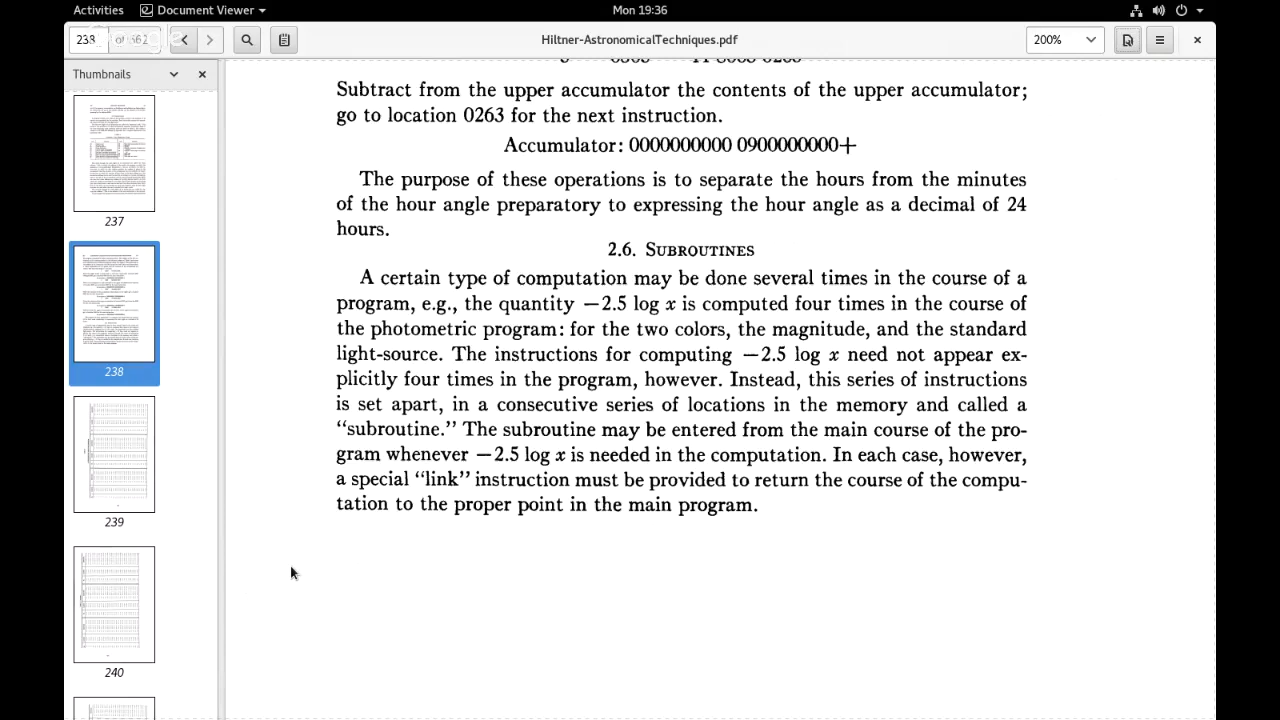 Activities Document Viewer Mon 19:36
238 of 662 Hiltner-AstronomicalTechniques.pdf 200%
Thumbnails
237
238
239
240
Subtract from the upper accumulator the contents of the upper accumulator;
go to location 0263 for the next instruction.
Accumulator: 0000000000 0900000000+
The purpose of these operations is to separate the hours from the minutes
of the hour angle preparatory to expressing the hour angle as a decimal of 24
hours.
2.6. SUBROUTINES
A certain type of computation may be done several times in the course of a
program, e.g., the quantity −2.5 log x is computed four times in the course of
the photometric program: for the two colors, the magnitude, and the standard
light-source. The instructions for computing −2.5 log x need not appear ex-
plicitly four times in the program, however. Instead, this series of instructions
is set apart, in a consecutive series of locations in the memory and called a
“subroutine.” The subroutine may be entered from the main course of the pro-
gram whenever −2.5 log x is needed in the computation. In each case, however,
a special “link” instruction must be provided to return the course of the compu-
tation to the proper point in the main program.